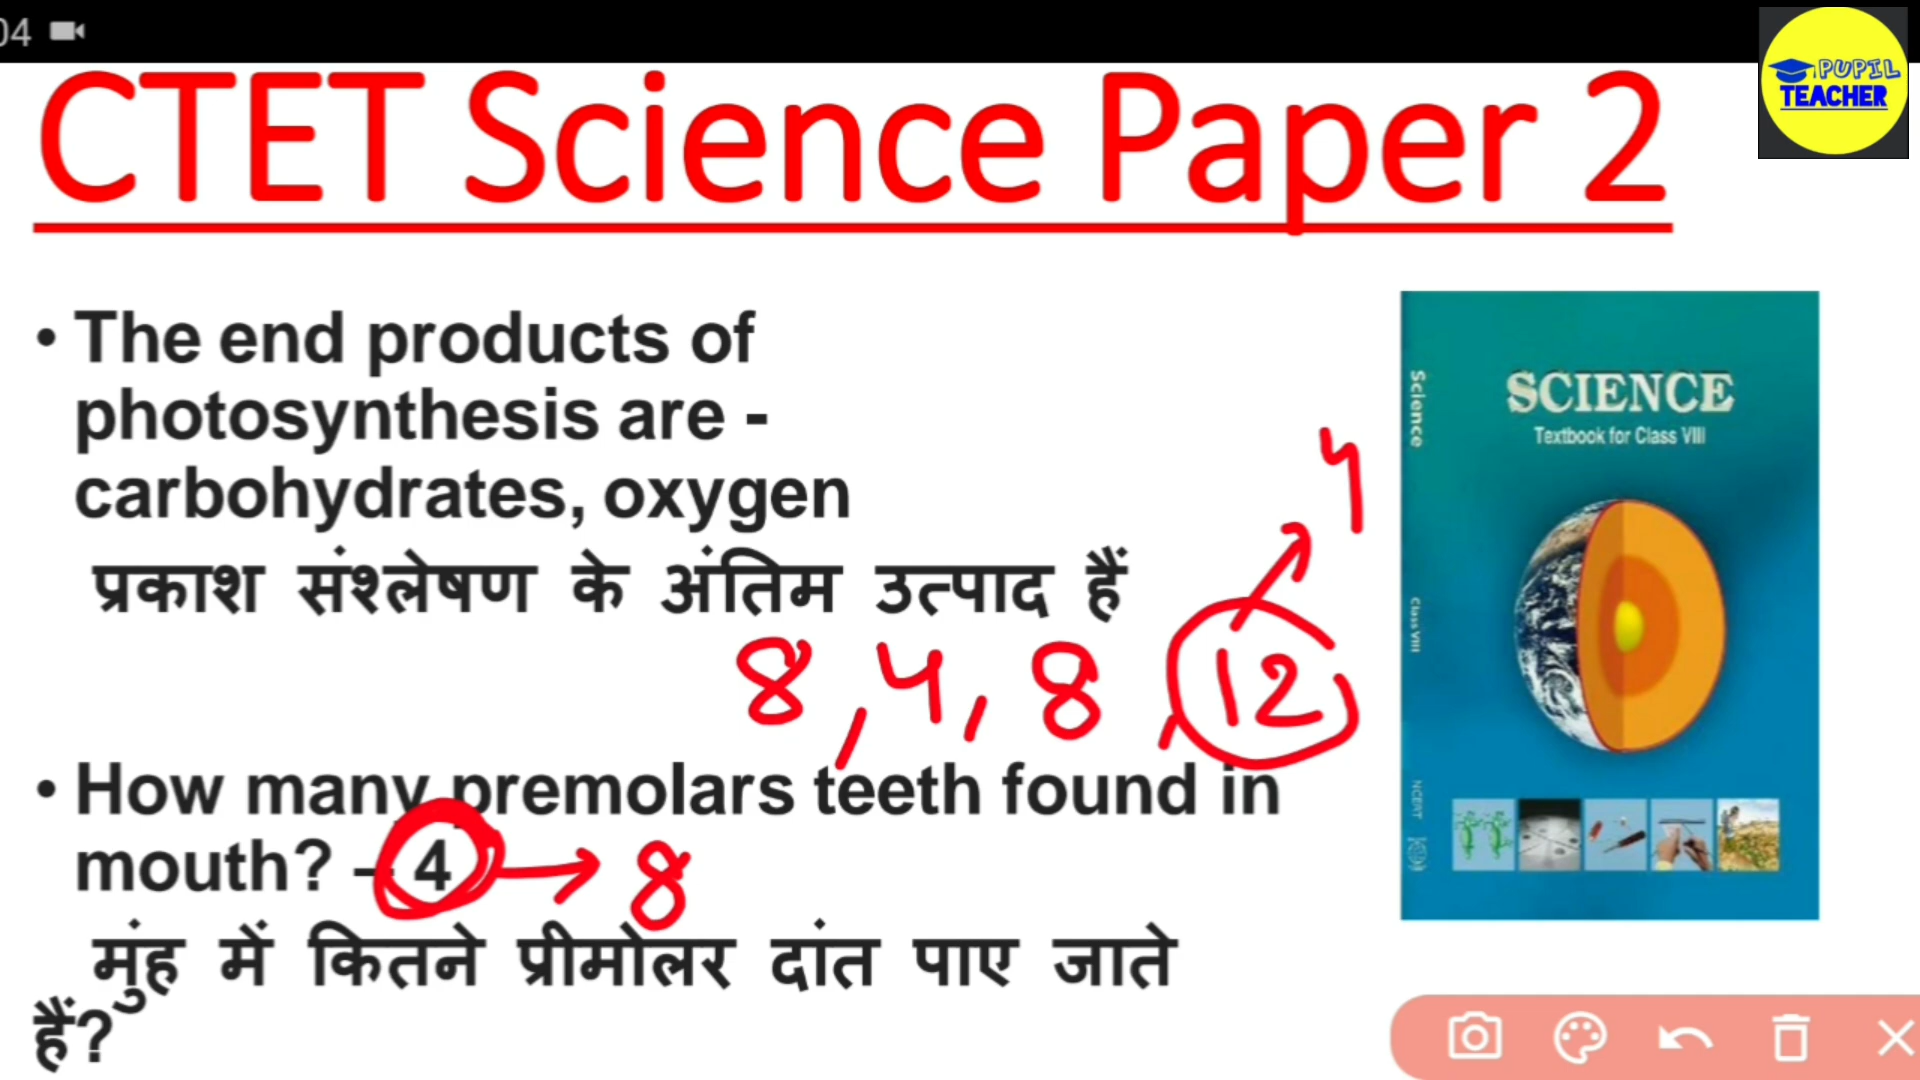 04
PUPIL
TEACHER
CTET Science Paper 2
• The end products of
photosynthesis are -
carbohydrates, oxygen
प्रकाश संश्लेषण के अंतिम उत्पाद हैं
4
8, 4, 8, 12
• How many premolars teeth found in
mouth? – 4 → 8
मुंह में कितने प्रीमोलर दांत पाए जाते
हैं?
SCIENCE
Textbook for Class VIII
Science
Class VIII
NCERT